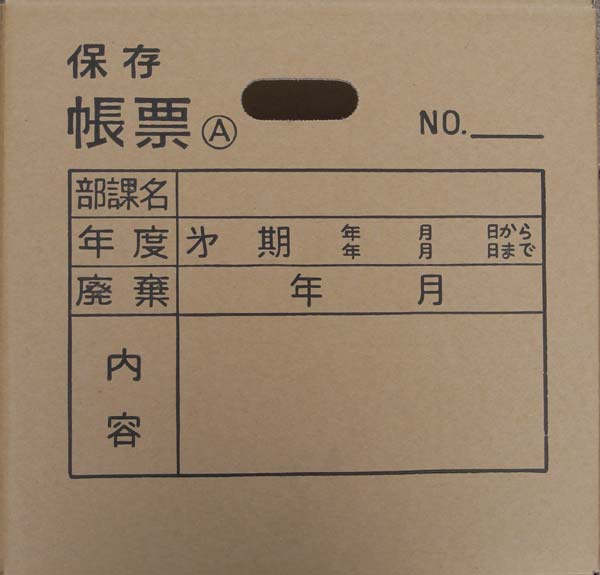 保存
帳票Ⓐ
NO.
部課名
年度 㐧 期 年 月 日から
年 月 日まで
廃棄 年 月
内容